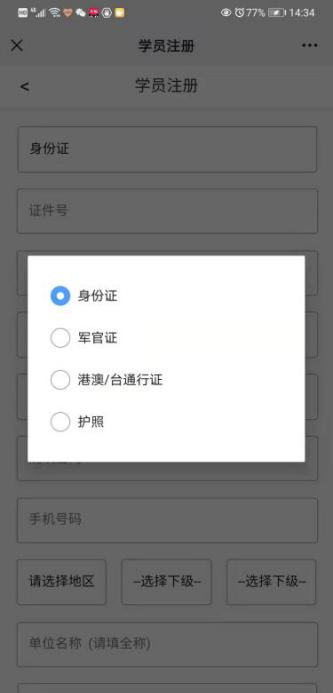 77% 14:34
学员注册
学员注册
身份证
证件号
身份证
军官证
港澳/台通行证
护照
手机号码
请选择地区 --选择下级-- --选择下级--
单位名称 (请填全称)